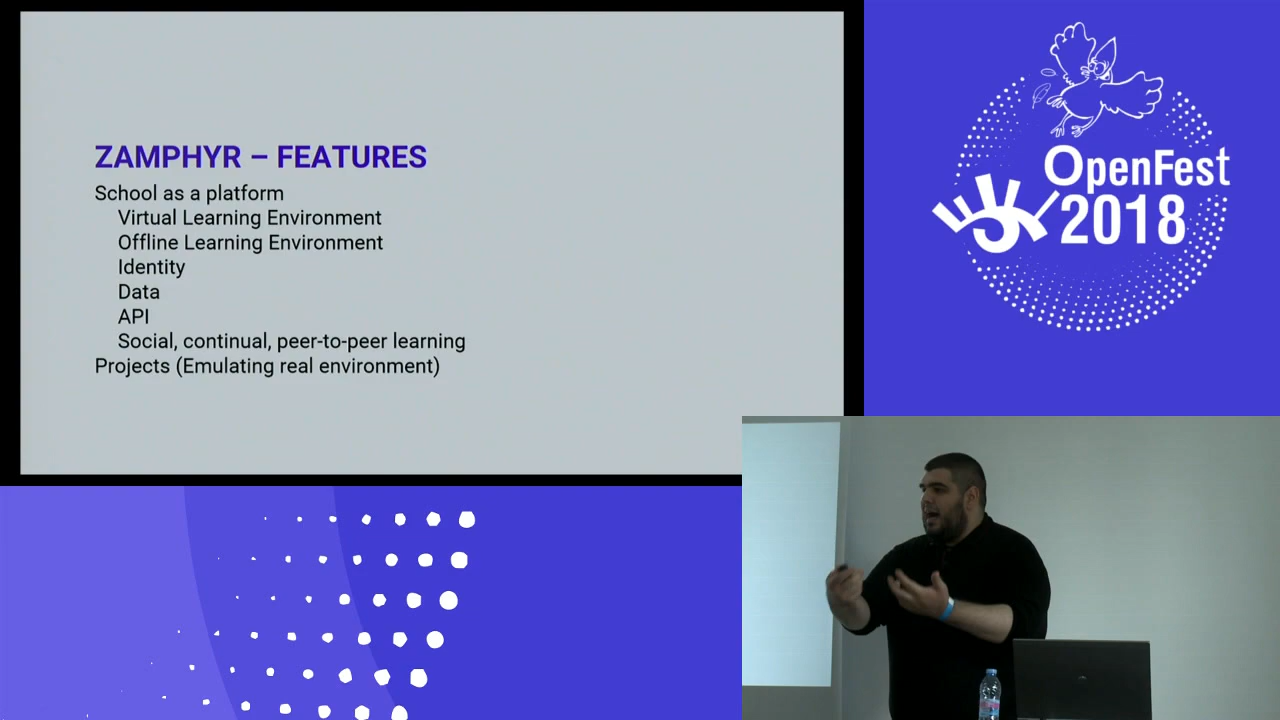 ZAMPHYR – FEATURES
School as a platform
Virtual Learning Environment
Offline Learning Environment
Identity
Data
API
Social, continual, peer-to-peer learning
Projects (Emulating real environment)
OpenFest
2018